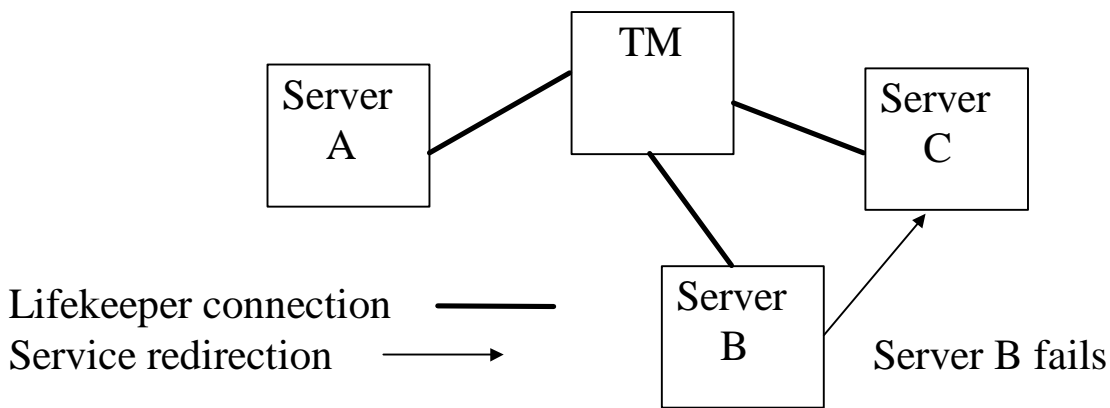 TM
Server
A
Server
C
Server
B
Lifekeeper connection
Service redirection
Server B fails